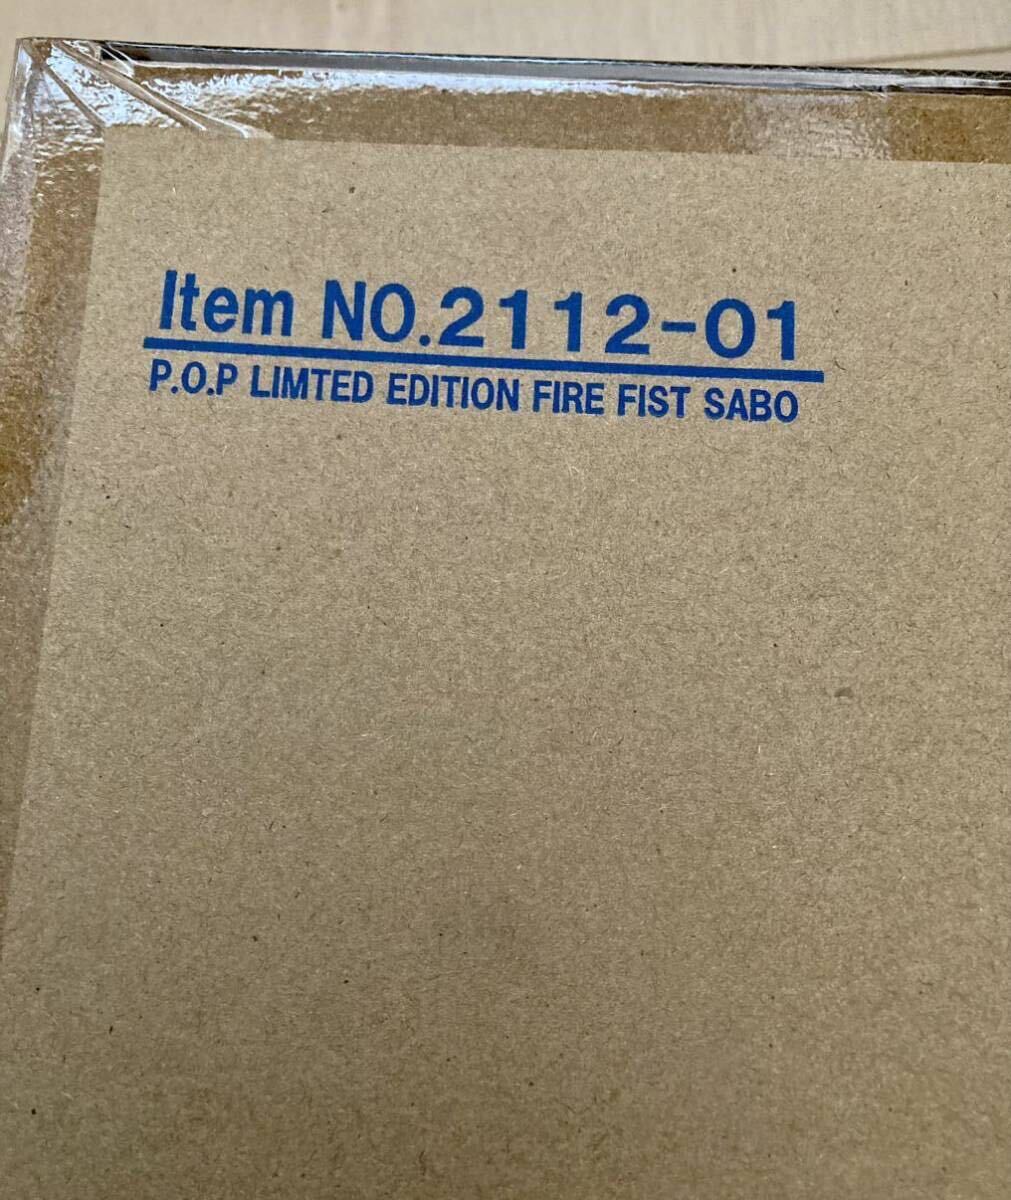 Item NO.2112-01
P.O.P LIMTED EDITION FIRE FIST SABO